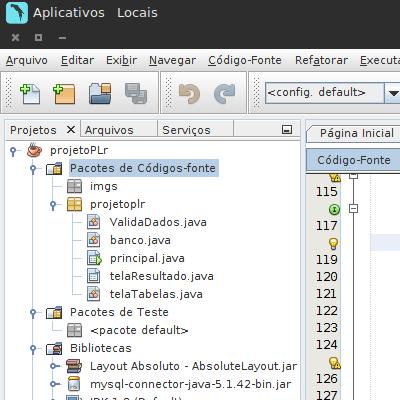 Aplicativos Locais
Arquivo Editar Exibir Navegar Código-Fonte Refatorar
<config. default>
Projetos Arquivos Serviços
Página Inicial
Código-Fonte
projetoPLr
Pacotes de Códigos-fonte
imgs
projetoplr
ValidaDados.java
banco.java
principal.java
telaResultado.java
telaTabelas.java
Pacotes de Teste
<pacote default>
Bibliotecas
Layout Absoluto - AbsoluteLayout.jar
mysql-connector-java-5.1.42-bin.jar
115
117
119
120
121
122
123
124
126
127